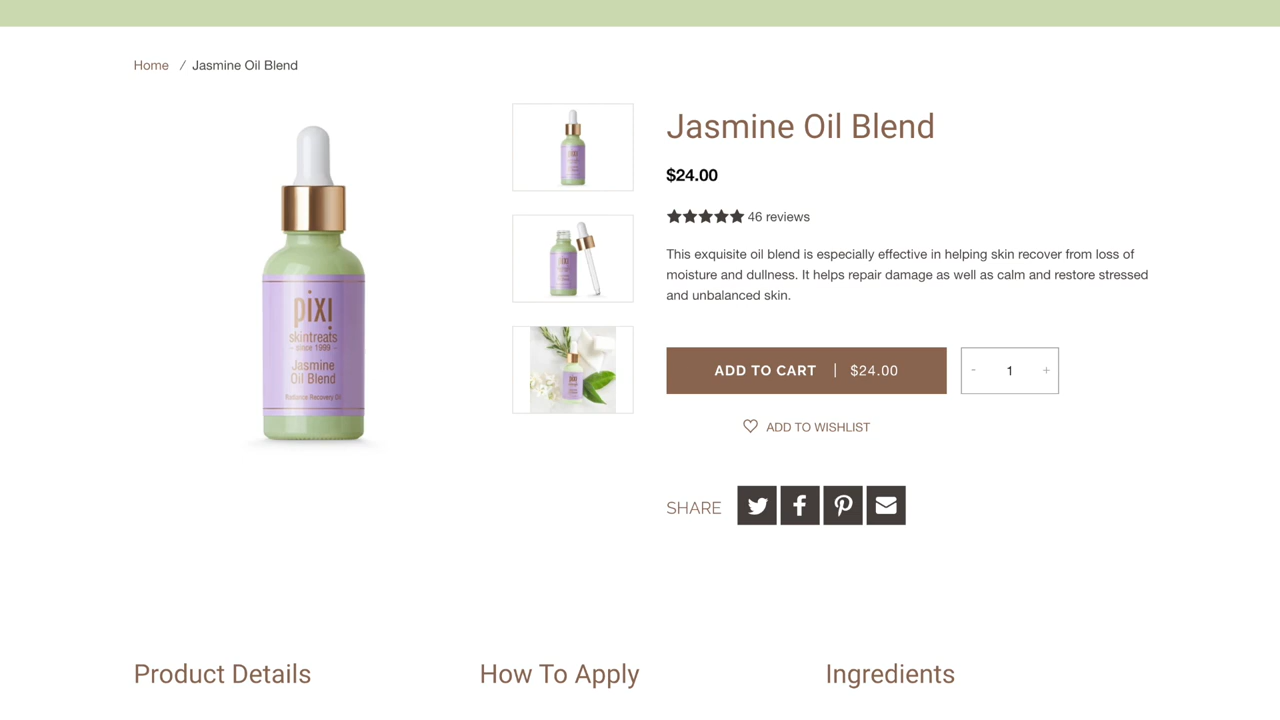 Home / Jasmine Oil Blend
pixi
skintreats
- since 1999 -
Jasmine
Oil Blend
Radiance Recovery Oil
Jasmine Oil Blend
$24.00
46 reviews
This exquisite oil blend is especially effective in helping skin recover from loss of
moisture and dullness. It helps repair damage as well as calm and restore stressed
and unbalanced skin.
ADD TO CART | $24.00
- 1 +
ADD TO WISHLIST
SHARE
Product Details
How To Apply
Ingredients